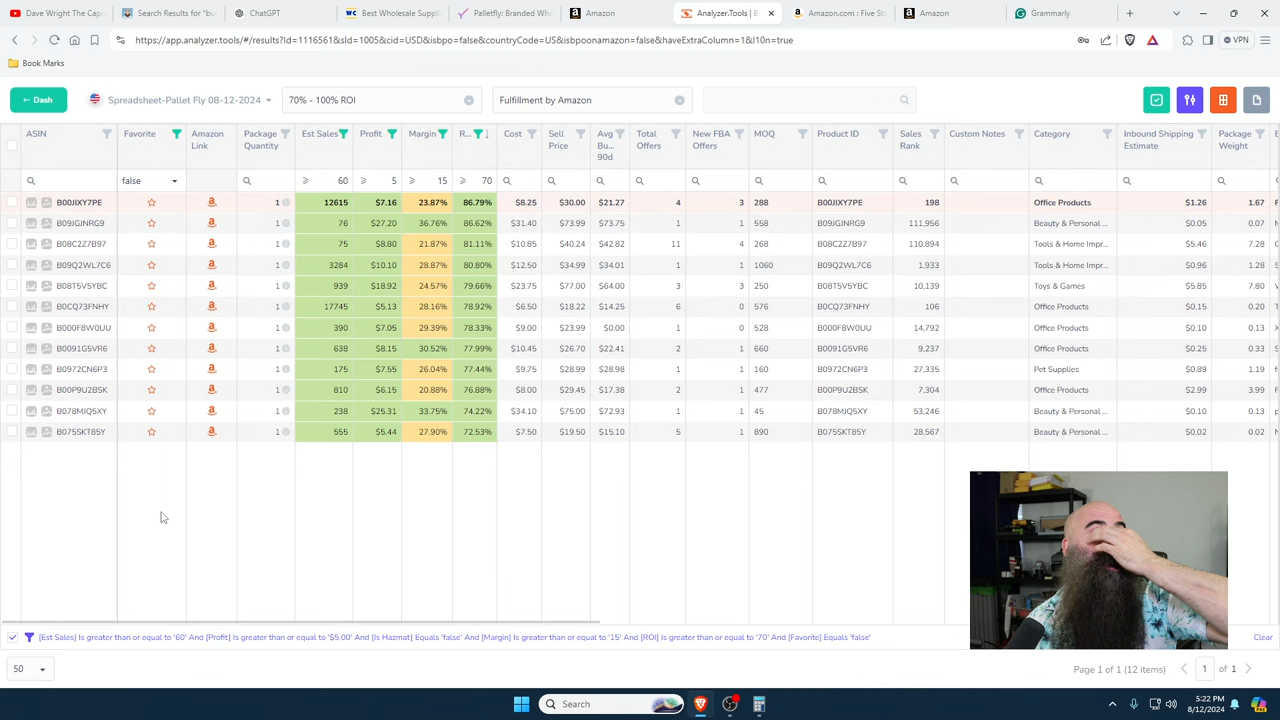 Dave Wright The Cap
Search Results for "bu
ChatGPT
Best Wholesale Suppl
Palletfly: Branded Who
Amazon
Analyzer.Tools | B
Amazon.com : Five St
Amazon
Grammarly
https://app.analyzer.tools/#/results?Id=1116561&sId=1005&cid=USD&isbpo=false&countryCode=US&isbpoonamazon=false&haveExtraColumn=1&l10n=true
VPN
Book Marks
← Dash
Spreadsheet-Pallet Fly 08-12-2024
70% - 100% ROI
Fulfillment by Amazon
ASIN Favorite Amazon Link Package Quantity Est Sales Profit Margin R... Cost Sell Price Avg Bu... 90d Total Offers New FBA Offers MOQ Product ID Sales Rank Custom Notes Category Inbound Shipping Estimate Package Weight
false ≥ 60 ≥ 5 ≥ 15 ≥ 70
B00JIXY7PE 1 12615 $7.16 23.87% 86.79% $8.25 $30.00 $21.27 4 3 288 B00JIXY7PE 198 Office Products $1.26 1.67
B09JGJNRG9 1 76 $27.20 36.76% 86.62% $31.40 $73.99 $73.75 1 1 558 B09JGJNRG9 111,956 Beauty & Personal ... $0.05 0.07
B08C2Z7B97 1 75 $8.80 21.87% 81.11% $10.85 $40.24 $42.82 11 4 268 B08C2Z7B97 110,894 Tools & Home Impr... $5.46 7.28
B09Q2WL7C6 1 3284 $10.10 28.87% 80.80% $12.50 $34.99 $34.01 1 1 1060 B09Q2WL7C6 1,933 Tools & Home Impr... $0.96 1.28
B08T5V5YBC 1 939 $18.92 24.57% 79.66% $23.75 $77.00 $64.00 1 3 250 B08T5V5YBC 10,139 Toys & Games $5.85 7.80
B0CQ73FNHY 1 17745 $5.13 28.16% 78.92% $6.50 $18.22 $14.25 6 0 576 B0CQ73FNHY 106 Office Products $0.15 0.20
B000F8W0UU 1 390 $7.05 29.39% 78.33% $9.00 $23.99 $0.00 1 0 528 B000F8W0UU 14,792 Office Products $0.10 0.13
B0091G5VR6 1 638 $8.15 30.52% 77.99% $10.45 $26.70 $22.41 2 1 660 B0091G5VR6 9,237 Office Products $0.25 0.33
B0972CN6P3 1 175 $7.55 26.04% 77.44% $9.75 $28.99 $28.98 1 1 160 B0972CN6P3 27,335 Pet Supplies $0.89 1.19
B00P9U2BSK 1 810 $6.15 20.88% 76.88% $8.00 $29.45 $17.38 2 1 477 B00P9U2BSK 7,304 Office Products $2.99 3.99
B078MJQ5XY 1 238 $25.31 33.75% 74.22% $34.10 $75.00 $72.93 1 1 45 B078MJQ5XY 53,246 Beauty & Personal ... $0.10 0.13
B075SKT85Y 1 555 $5.44 27.90% 72.53% $7.50 $19.50 $15.10 5 1 890 B075SKT85Y 28,567 Beauty & Personal ... $0.02 0.02
[Est Sales] Is greater than or equal to '60' And [Profit] Is greater than or equal to '$5.00' And [Is Hazmat] Equals 'false' And [Margin] Is greater than or equal to '15' And [ROI] Is greater than or equal to '70' And [Favorite] Equals 'false'
Clear
50
Page 1 of 1 (12 items) 1 of 1
Search
5:22 PM
8/12/2024